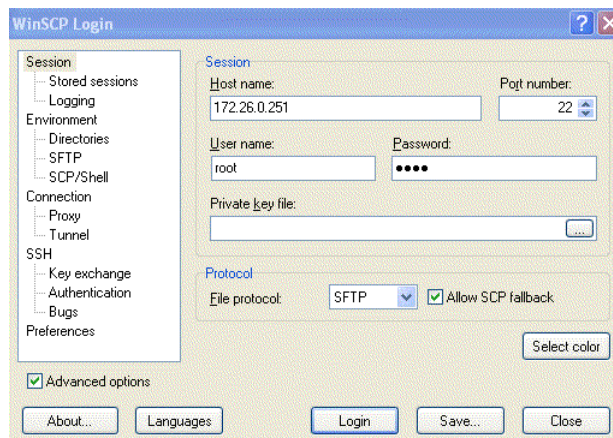 WinSCP Login
Session
Stored sessions
Logging
Environment
Directories
SFTP
SCP/Shell
Connection
Proxy
Tunnel
SSH
Key exchange
Authentication
Bugs
Preferences
Advanced options
Session
Host name: Port number:
172.26.0.251 22
User name: Password:
root ●●●●
Private key file:
...
Protocol
File protocol: SFTP Allow SCP fallback
Select color
About... Languages Login Save... Close